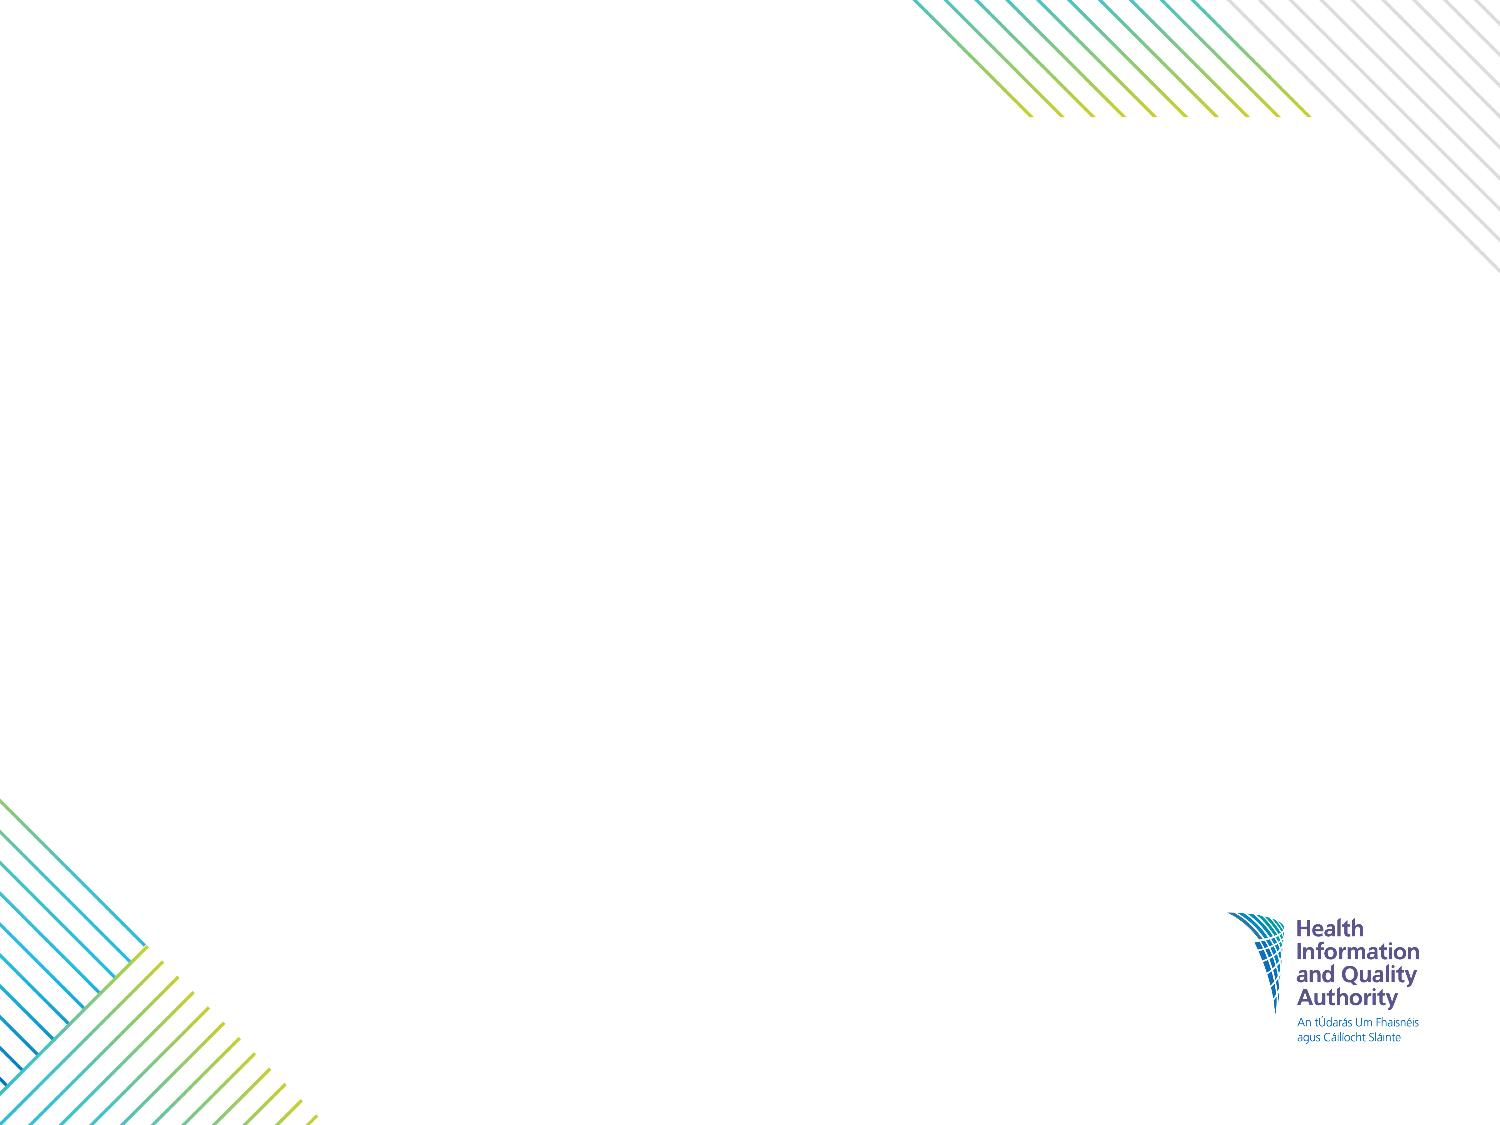 Health
Information
and Quality
Authority
An tÚdarás Um Fhaisnéis
agus Cáilíocht Sláinte